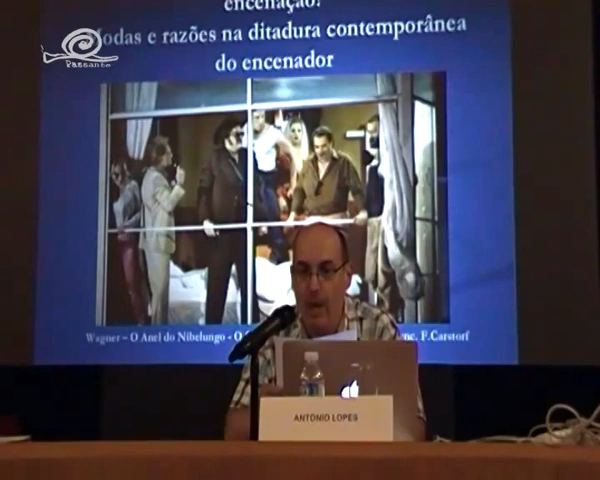 encenação:
Modas e razões na ditadura contemporânea
do encenador
Passante
Wagner – O Anel do Nibelungo - O
enc. F.Carstorf
ANTÓNIO LOPES